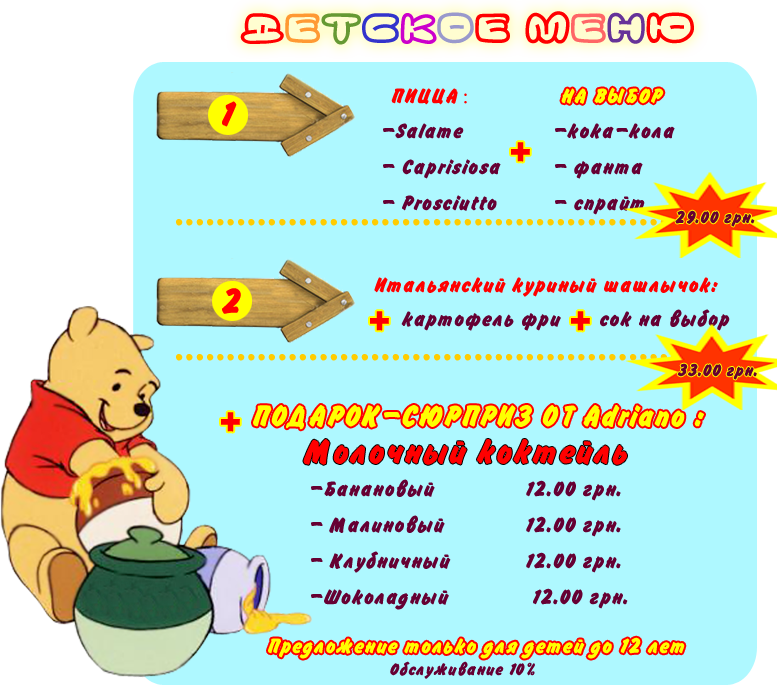 ДЕТСКОЕ МЕНЮ
1
ПИЦЦА : НА ВЫБОР
-Salame + -кока-кола
- Caprisiosa - фанта
- Prosciutto - спрайт
29.00 грн.
2
Итальянский куриный шашлычок:
+ картофель фри + сок на выбор
33.00 грн.
+ ПОДАРОК-СЮРПРИЗ ОТ Adriano :
Молочный коктейль
-Банановый 12.00 грн.
- Малиновый 12.00 грн.
- Клубничный 12.00 грн.
-Шоколадный 12.00 грн.
Предложение только для детей до 12 лет
Обслуживание 10%